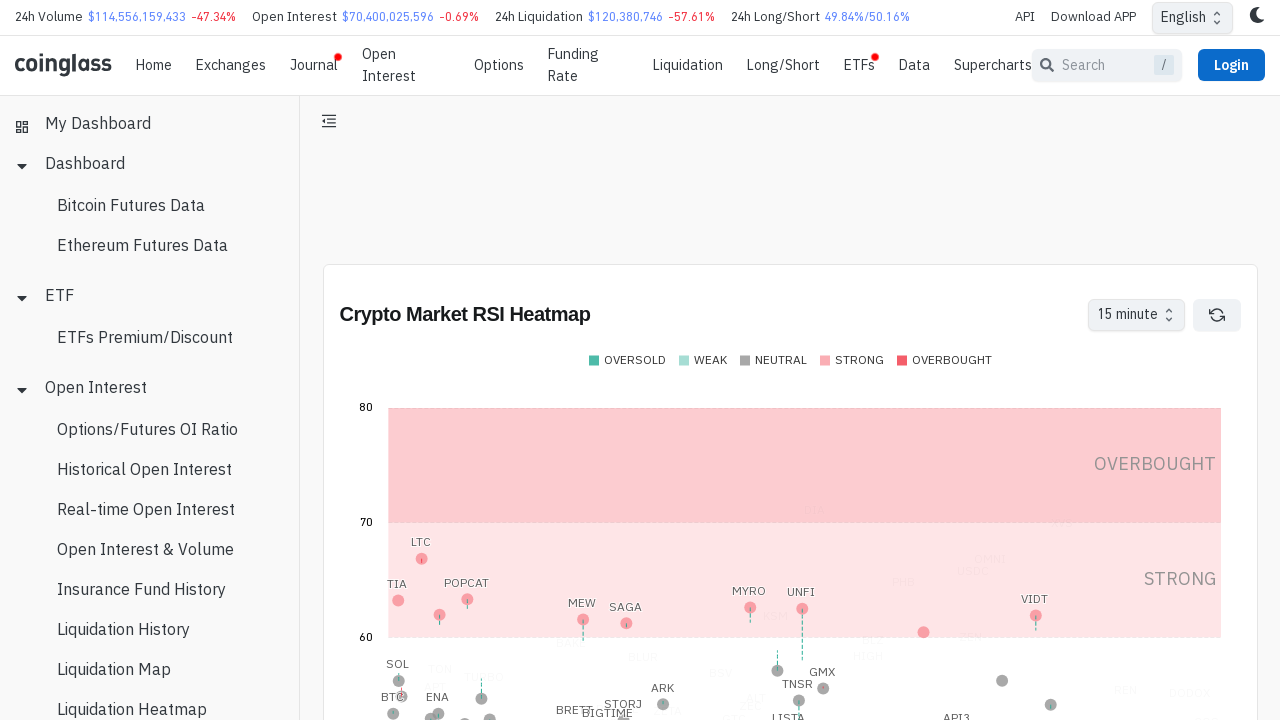 24h Volume $114,556,159,433 -47.34% Open Interest $70,400,025,596 -0.69% 24h Liquidation $120,380,746 -57.61% 24h Long/Short 49.84%/50.16% API Download APP English
coinglass Home Exchanges Journal Open Interest Options Funding Rate Liquidation Long/Short ETFs Data Supercharts Search / Login
My Dashboard
Dashboard
Bitcoin Futures Data
Ethereum Futures Data
ETF
ETFs Premium/Discount
Open Interest
Options/Futures OI Ratio
Historical Open Interest
Real-time Open Interest
Open Interest & Volume
Insurance Fund History
Liquidation History
Liquidation Map
Liquidation Heatmap
Crypto Market RSI Heatmap 15 minute
OVERSOLD WEAK NEUTRAL STRONG OVERBOUGHT
80
OVERBOUGHT
70
LTC
STRONG
TIA POPCAT
MYRO UNFI
MEW SAGA VIDT
60
SOL
GMX
TNSR
ARK
BTC ENA
STORJ
BRETT BIGTIME
LISTA API3